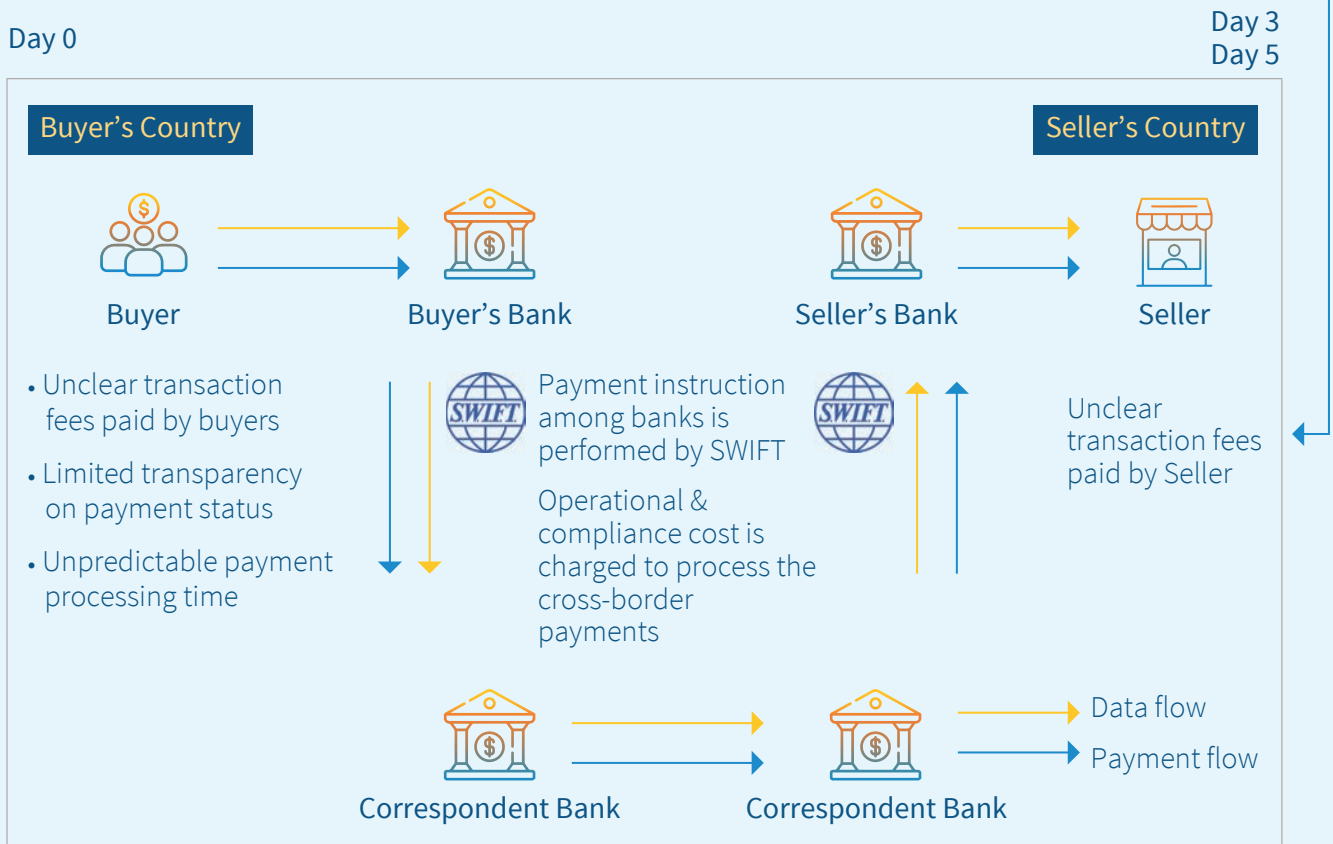 Day 0
Day 3
Day 5
Buyer’s Country
Seller’s Country
$
$
$
Buyer
Buyer’s Bank
Seller’s Bank
Seller
• Unclear transaction
fees paid by buyers
• Limited transparency
on payment status
• Unpredictable payment
processing time
SWIFT
Payment instruction
among banks is
performed by SWIFT
Operational &
compliance cost is
charged to process the
cross-border
payments
SWIFT
Unclear
transaction fees
paid by Seller
$
$
Correspondent Bank
Correspondent Bank
Data flow
Payment flow